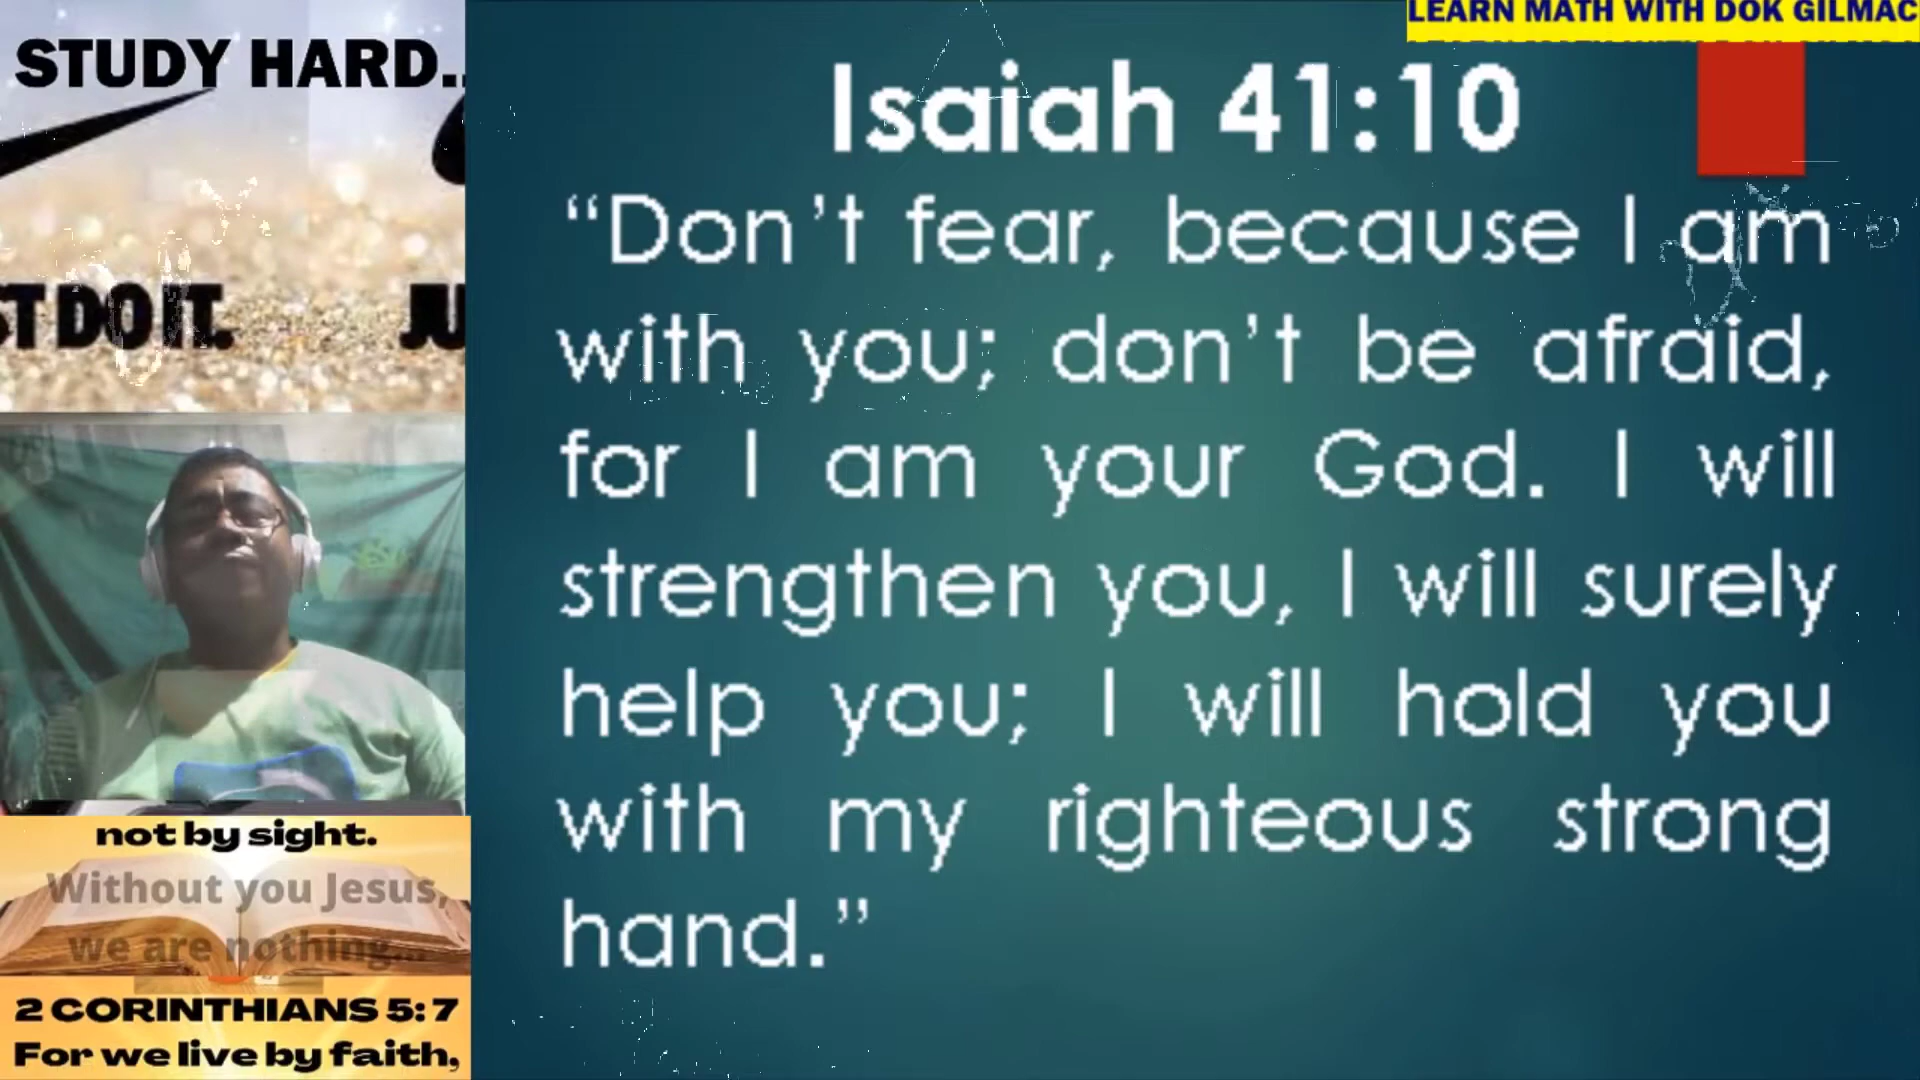 STUDY HARD..
ST DO IT.
JU
not by sight.
Without you Jesus,
we are nothing...
2 CORINTHIANS 5:7
For we live by faith,
LEARN MATH WITH DOK GILMAC
Isaiah 41:10
“Don’t fear, because I am
with you; don’t be afraid,
for I am your God. I will
strengthen you, I will surely
help you; I will hold you
with my righteous strong
hand.”